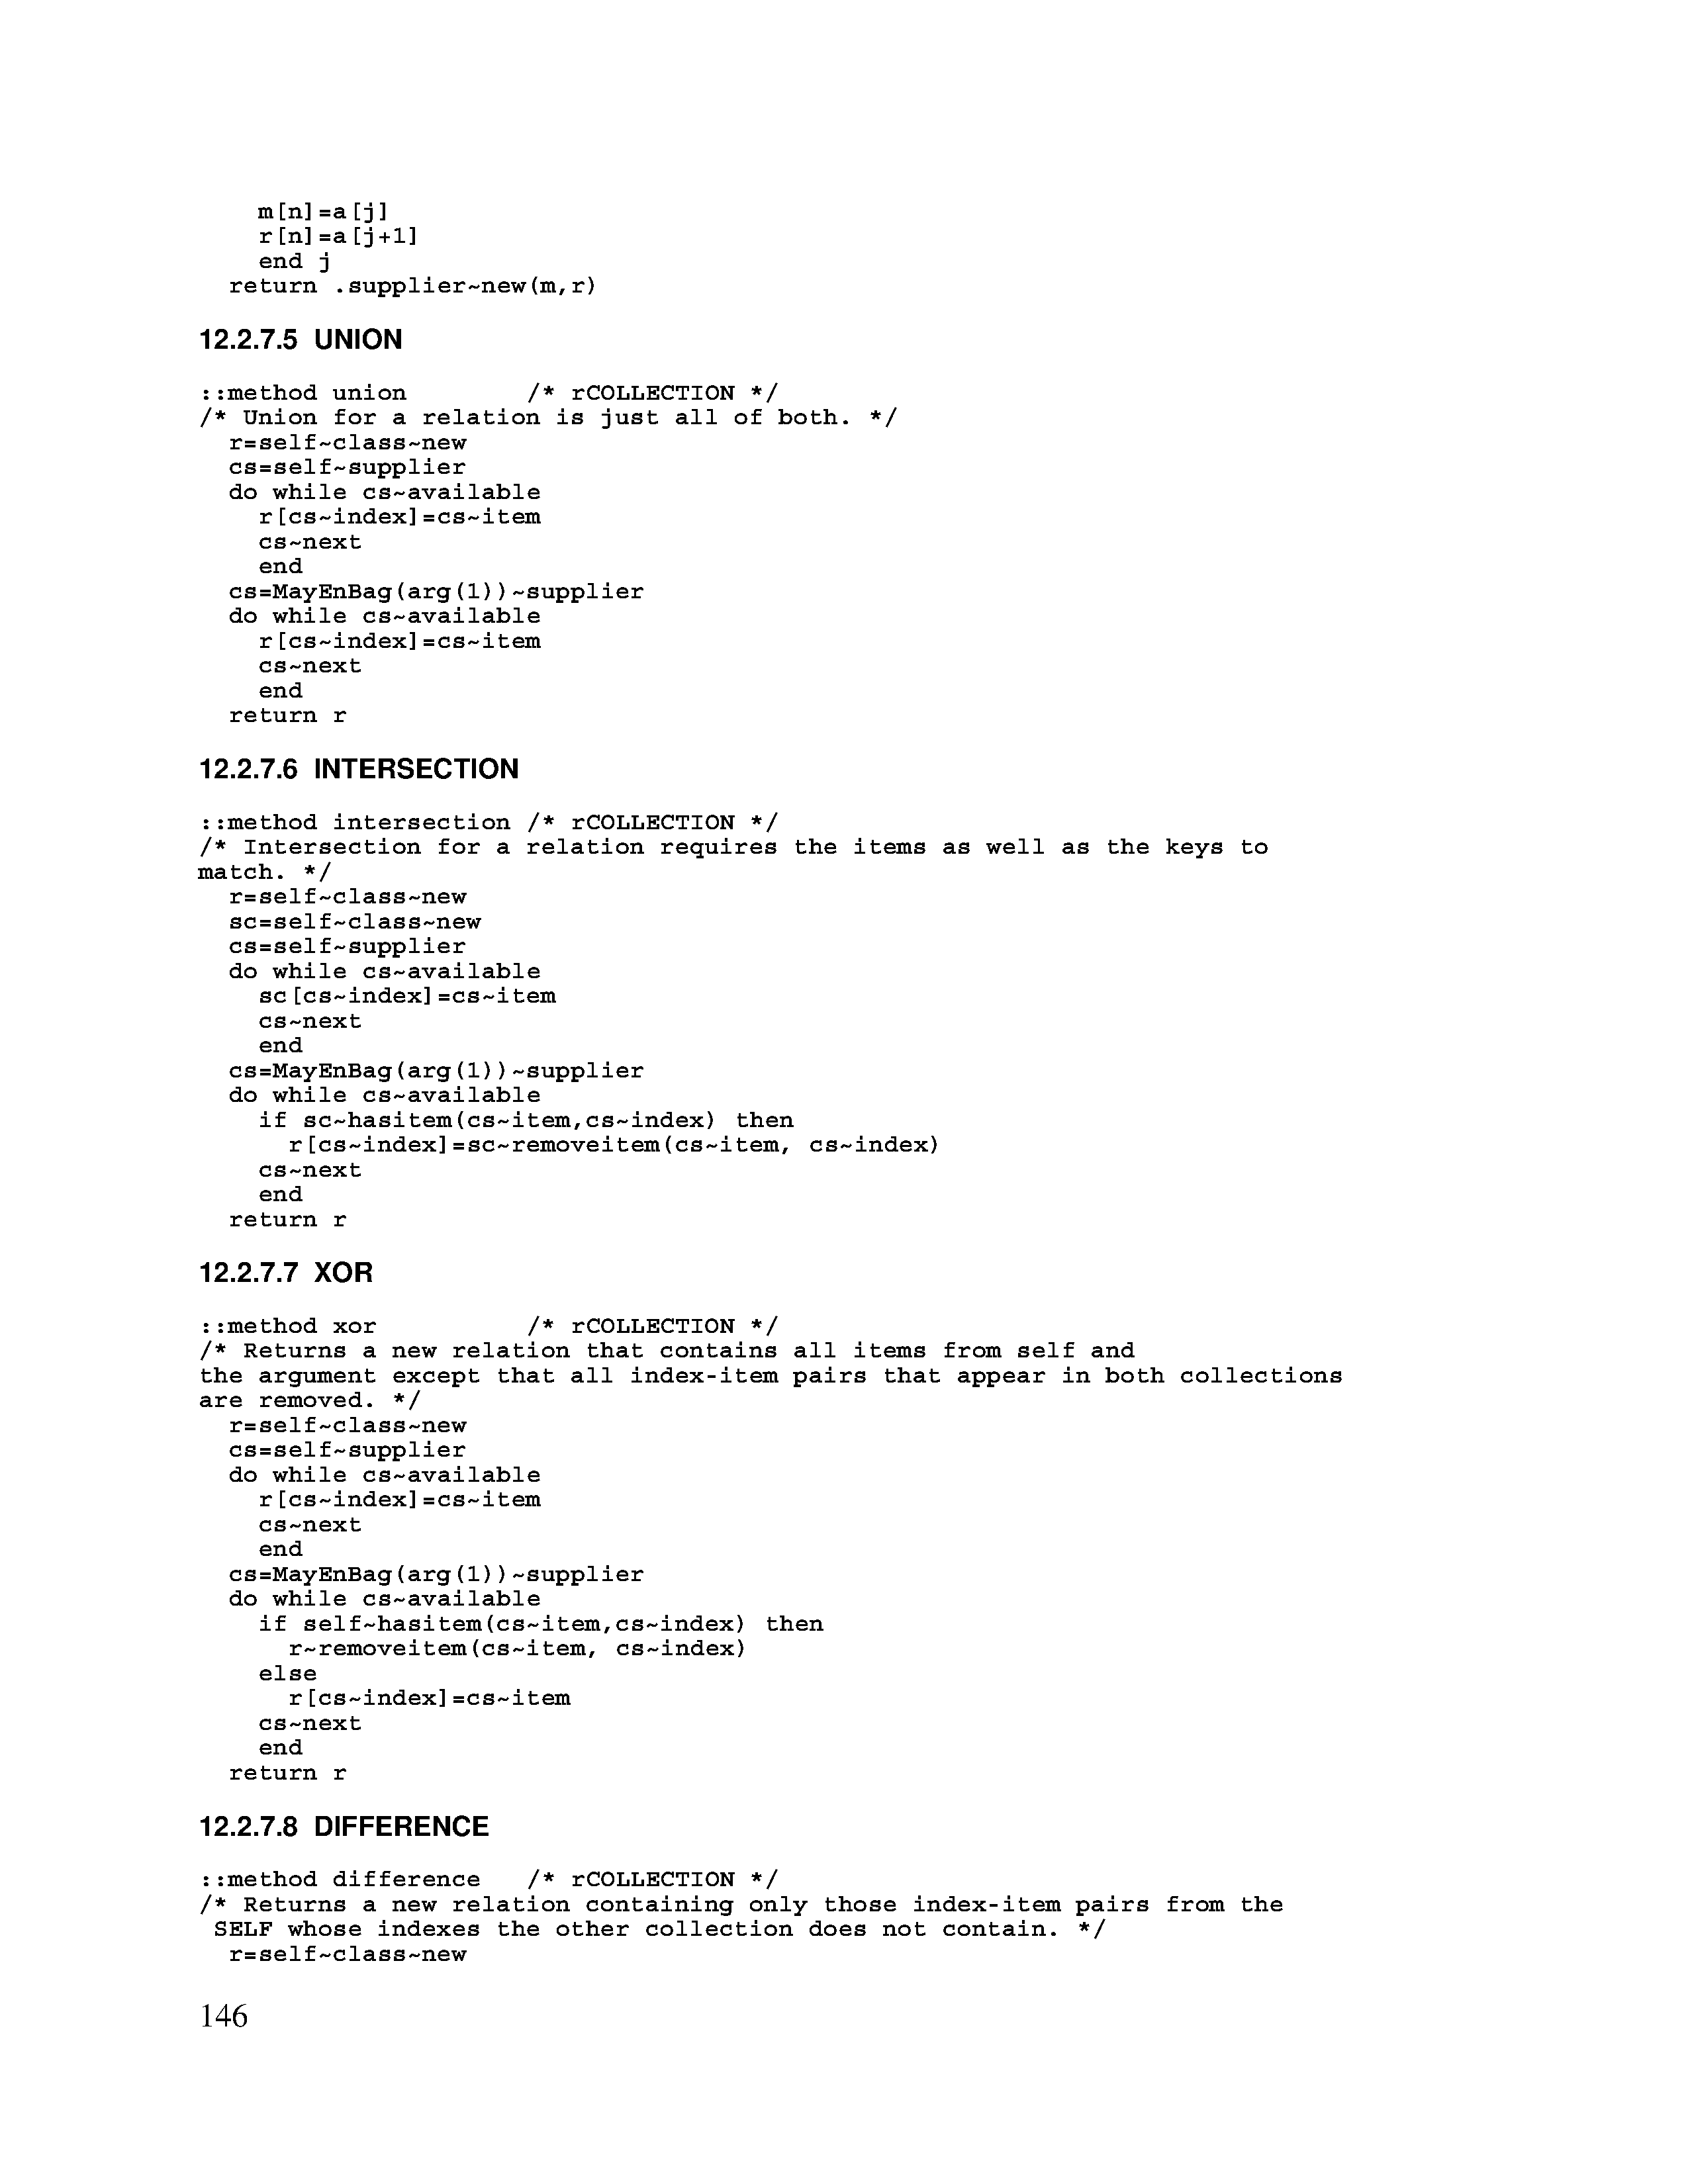 m[n]=a[j]
    r[n]=a[j+1]
    end j
  return .supplier~new(m,r)
12.2.7.5 UNION
::method union        /* rCOLLECTION */
/* Union for a relation is just all of both. */
  r=self~class~new
  cs=self~supplier
  do while cs~available
    r[cs~index]=cs~item
    cs~next
    end
  cs=MayEnBag(arg(1))~supplier
  do while cs~available
    r[cs~index]=cs~item
    cs~next
    end
  return r
12.2.7.6 INTERSECTION
::method intersection /* rCOLLECTION */
/* Intersection for a relation requires the items as well as the keys to
match. */
  r=self~class~new
  sc=self~class~new
  cs=self~supplier
  do while cs~available
    sc[cs~index]=cs~item
    cs~next
    end
  cs=MayEnBag(arg(1))~supplier
  do while cs~available
    if sc~hasitem(cs~item,cs~index) then
      r[cs~index]=sc~removeitem(cs~item, cs~index)
    cs~next
    end
  return r
12.2.7.7 XOR
::method xor          /* rCOLLECTION */
/* Returns a new relation that contains all items from self and
the argument except that all index-item pairs that appear in both collections
are removed. */
  r=self~class~new
  cs=self~supplier
  do while cs~available
    r[cs~index]=cs~item
    cs~next
    end
  cs=MayEnBag(arg(1))~supplier
  do while cs~available
    if self~hasitem(cs~item,cs~index) then
      r~removeitem(cs~item, cs~index)
    else
      r[cs~index]=cs~item
    cs~next
    end
  return r
12.2.7.8 DIFFERENCE
::method difference   /* rCOLLECTION */
/* Returns a new relation containing only those index-item pairs from the
 SELF whose indexes the other collection does not contain. */
  r=self~class~new
146